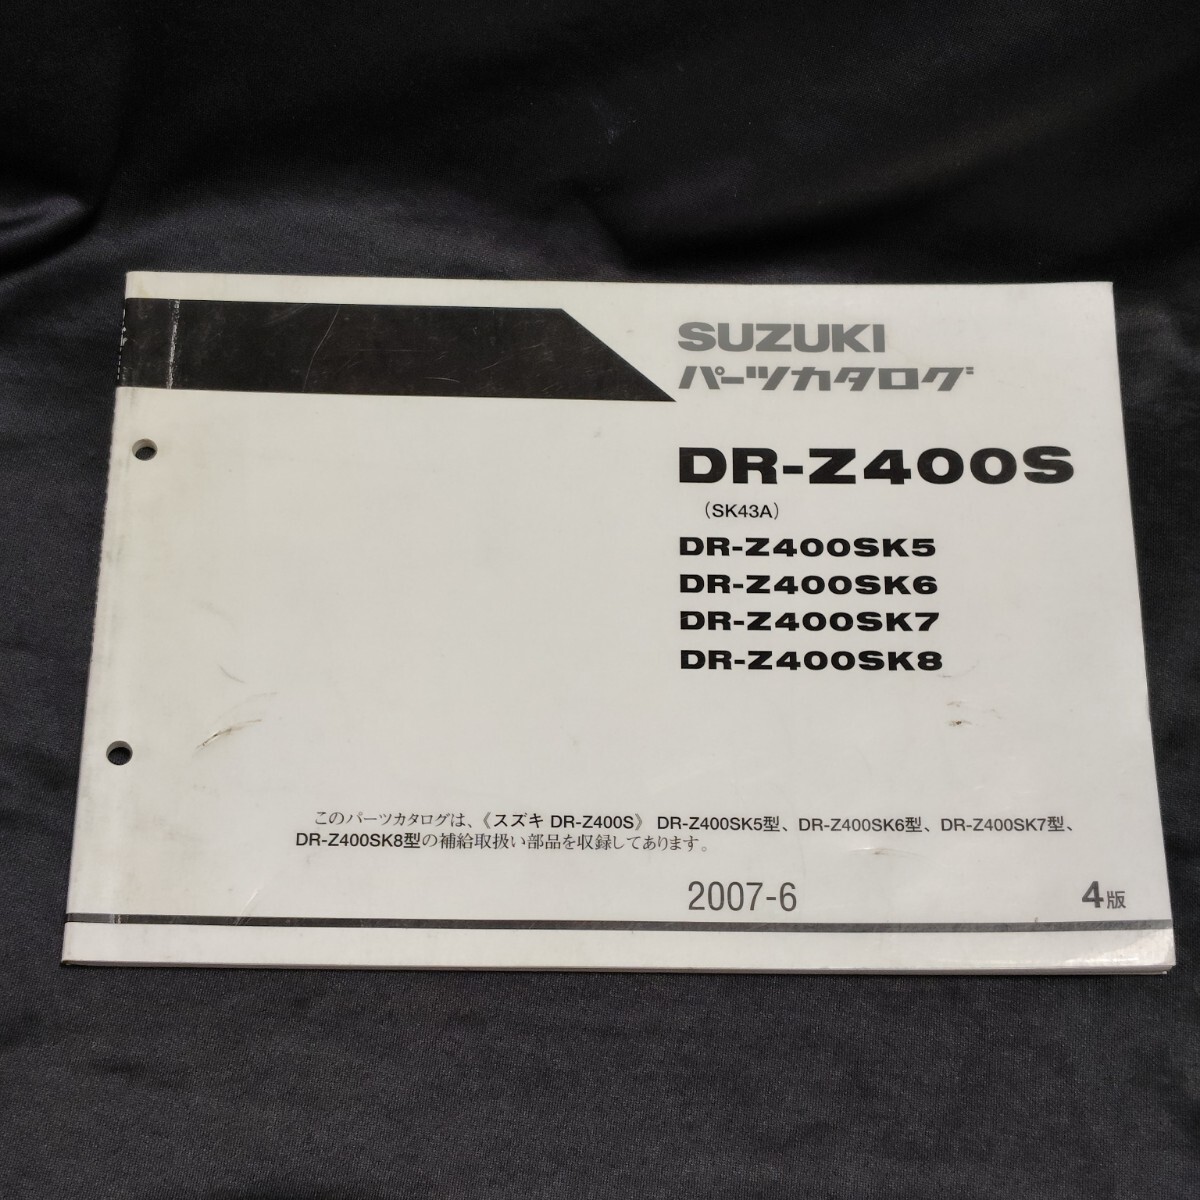 SUZUKI
パーツカタログ
DR-Z400S
(SK43A)
DR-Z400SK5
DR-Z400SK6
DR-Z400SK7
DR-Z400SK8
このパーツカタログは、《スズキ DR-Z400S》 DR-Z400SK5型、DR-Z400SK6型、DR-Z400SK7型、
DR-Z400SK8型の補給取扱い部品を収録してあります。
2007-6 4版